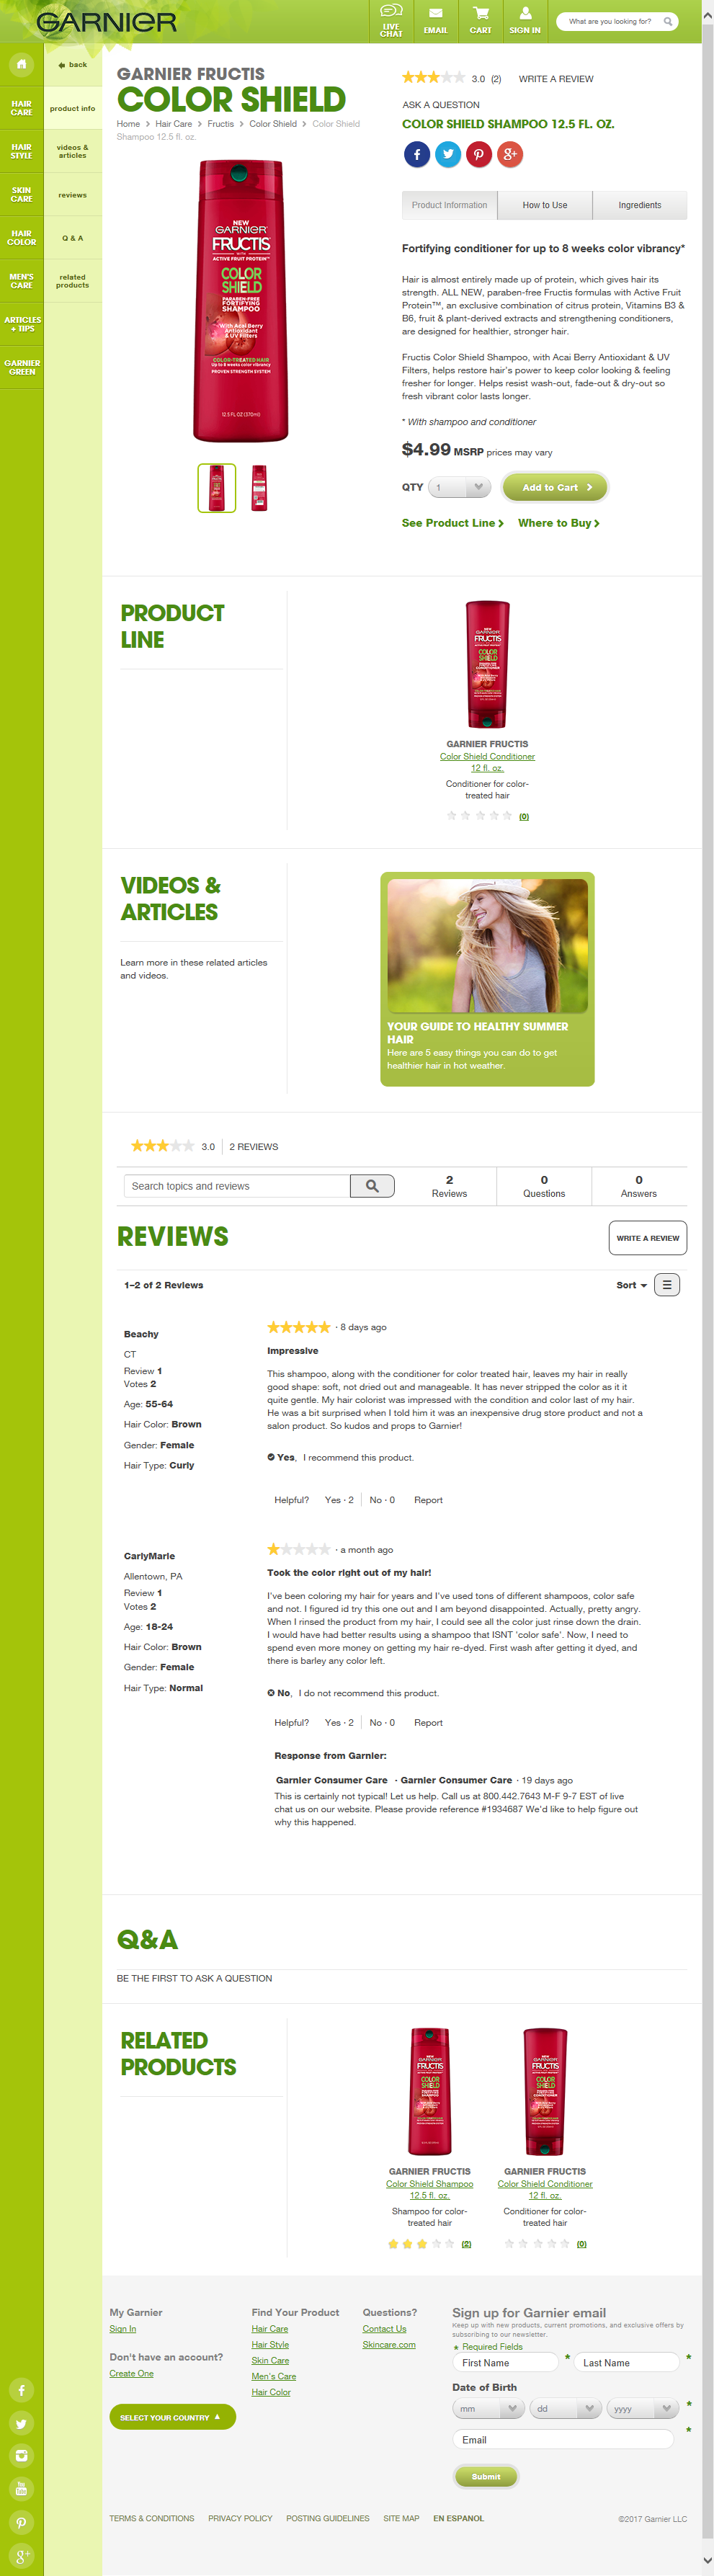 GARNIER
LIVE CHAT
EMAIL
CART
SIGN IN
What are you looking for?
back
product info
videos & articles
reviews
Q & A
related products
HAIR CARE
HAIR STYLE
SKIN CARE
HAIR COLOR
MEN'S CARE
ARTICLES + TIPS
GARNIER GREEN
GARNIER FRUCTIS
COLOR SHIELD
Home > Hair Care > Fructis > Color Shield > Color Shield
Shampoo 12.5 fl. oz.
NEW
GARNIER
FRUCTIS
WITH
ACTIVE FRUIT PROTEIN™
COLOR
SHIELD
PARABEN-FREE
FORTIFYING
SHAMPOO
With Acai Berry
Antioxidant
& UV Filters
COLOR-TREATED HAIR
Up to 8 weeks color vibrancy
PROVEN STRENGTH SYSTEM
12.5 FL OZ (370ml)
3.0 (2) WRITE A REVIEW
ASK A QUESTION
COLOR SHIELD SHAMPOO 12.5 FL. OZ.
Product Information
How to Use
Ingredients
Fortifying conditioner for up to 8 weeks color vibrancy*
Hair is almost entirely made up of protein, which gives hair its
strength. ALL NEW, paraben-free Fructis formulas with Active Fruit
Protein™, an exclusive combination of citrus protein, Vitamins B3 &
B6, fruit & plant-derived extracts and strengthening conditioners,
are designed for healthier, stronger hair.
Fructis Color Shield Shampoo, with Acai Berry Antioxidant & UV
Filters, helps restore hair's power to keep color looking & feeling
fresher for longer. Helps resist wash-out, fade-out & dry-out so
fresh vibrant color lasts longer.
* With shampoo and conditioner
$4.99 MSRP prices may vary
QTY 1 Add to Cart >
See Product Line > Where to Buy >
PRODUCT
LINE
GARNIER
FRUCTIS
COLOR
SHIELD
GARNIER FRUCTIS
Color Shield Conditioner
12 fl. oz.
Conditioner for color-
treated hair
(0)
VIDEOS &
ARTICLES
Learn more in these related articles
and videos.
YOUR GUIDE TO HEALTHY SUMMER
HAIR
Here are 5 easy things you can do to get
healthier hair in hot weather.
3.0 2 REVIEWS
Search topics and reviews
2
Reviews
0
Questions
0
Answers
REVIEWS
WRITE A REVIEW
1–2 of 2 Reviews
Sort
Beachy
CT
Review 1
Votes 2
Age: 55-64
Hair Color: Brown
Gender: Female
Hair Type: Curly
· 8 days ago
Impressive
This shampoo, along with the conditioner for color treated hair, leaves my hair in really
good shape: soft, not dried out and manageable. It has never stripped the color as it it
quite gentle. My hair colorist was impressed with the condition and color last of my hair.
He was a bit surprised when I told him it was an inexpensive drug store product and not a
salon product. So kudos and props to Garnier!
Yes, I recommend this product.
Helpful? Yes · 2 No · 0 Report
CarlyMarie
Allentown, PA
Review 1
Votes 2
Age: 18-24
Hair Color: Brown
Gender: Female
Hair Type: Normal
· a month ago
Took the color right out of my hair!
I've been coloring my hair for years and I've used tons of different shampoos, color safe
and not. I figured id try this one out and I am beyond disappointed. Actually, pretty angry.
When I rinsed the product from my hair, I could see all the color just rinse down the drain.
I would have had better results using a shampoo that ISNT 'color safe'. Now, I need to
spend even more money on getting my hair re-dyed. First wash after getting it dyed, and
there is barley any color left.
No, I do not recommend this product.
Helpful? Yes · 2 No · 0 Report
Response from Garnier:
Garnier Consumer Care · Garnier Consumer Care · 19 days ago
This is certainly not typical! Let us help. Call us at 800.442.7643 M-F 9-7 EST of live
chat us on our website. Please provide reference #1934687 We'd like to help figure out
why this happened.
Q&A
BE THE FIRST TO ASK A QUESTION
RELATED
PRODUCTS
GARNIER
FRUCTIS
COLOR
SHIELD
GARNIER FRUCTIS
Color Shield Shampoo
12.5 fl. oz.
Shampoo for color-
treated hair
(2)
GARNIER
FRUCTIS
COLOR
SHIELD
GARNIER FRUCTIS
Color Shield Conditioner
12 fl. oz.
Conditioner for color-
treated hair
(0)
My Garnier
Sign In
Don't have an account?
Create One
SELECT YOUR COUNTRY
Find Your Product
Hair Care
Hair Style
Skin Care
Men's Care
Hair Color
Questions?
Contact Us
Skincare.com
Sign up for Garnier email
Keep up with new products, current promotions, and exclusive offers by
subscribing to our newsletter.
* Required Fields
First Name * Last Name *
Date of Birth
mm dd yyyy *
Email *
Submit
TERMS & CONDITIONS PRIVACY POLICY POSTING GUIDELINES SITE MAP EN ESPANOL
©2017 Garnier LLC